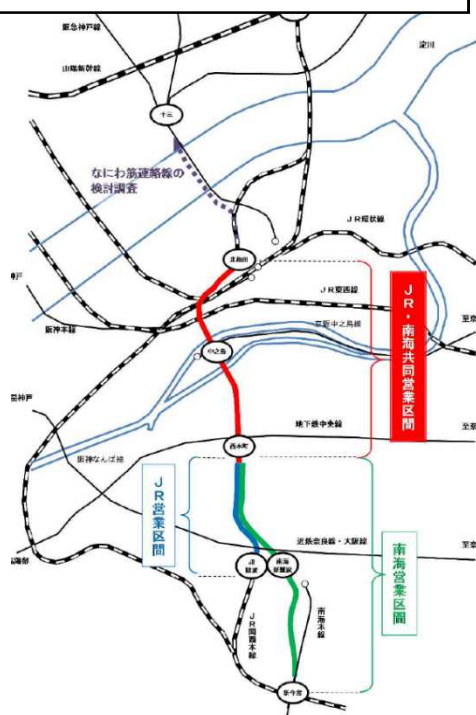 阪急神戸線
山陽新幹線
淀川
十三
なにわ筋連絡線の
検討調査
JR環状線
北梅田
JR東西線
阪神本線
京阪中之島線
中之島
JR・南海共同営業区間
地下鉄中央線
西本町
阪神なんば線
JR営業区間
近鉄奈良線・大阪線
JR
難波
南海
新難波
南海営業区間
JR関西本線
南海本線
新今宮